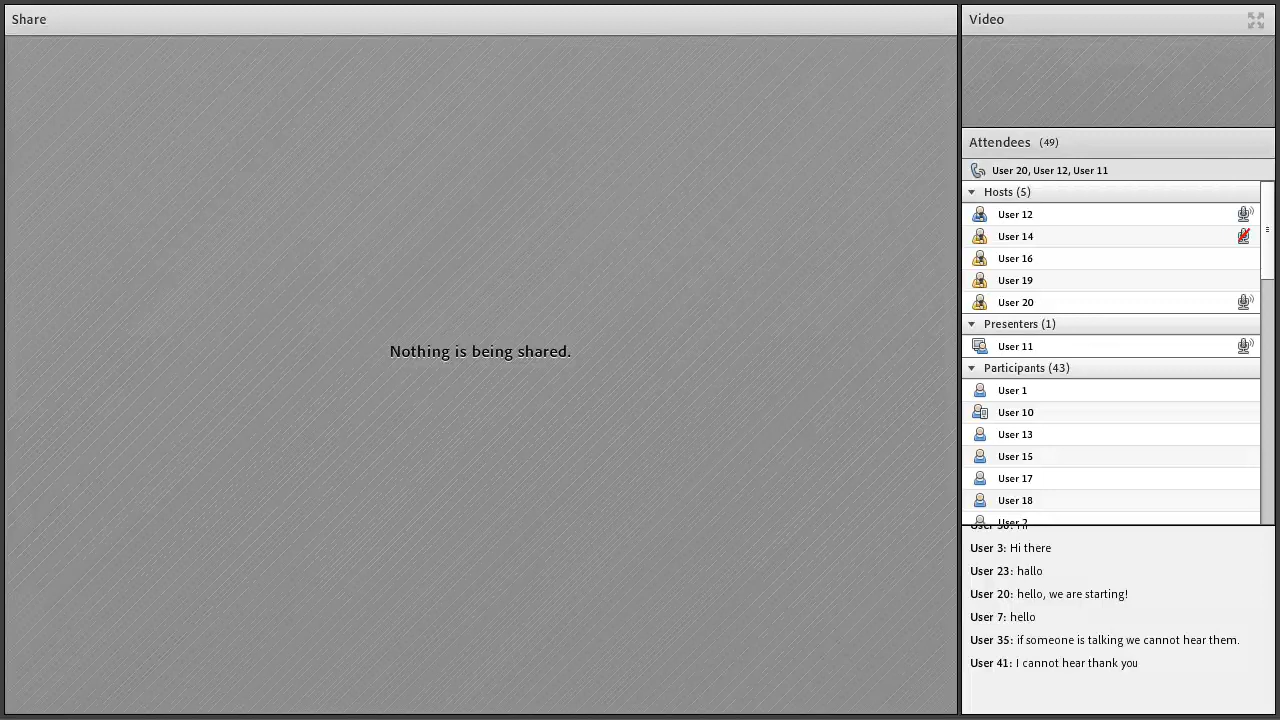 Share
Nothing is being shared.
Video
Attendees (49)
User 20, User 12, User 11
Hosts (5)
User 12
User 14
User 16
User 19
User 20
Presenters (1)
User 11
Participants (43)
User 1
User 10
User 13
User 15
User 17
User 18
User 2
User 3: Hi there
User 23: hallo
User 20: hello, we are starting!
User 7: hello
User 35: if someone is talking we cannot hear them.
User 41: I cannot hear thank you